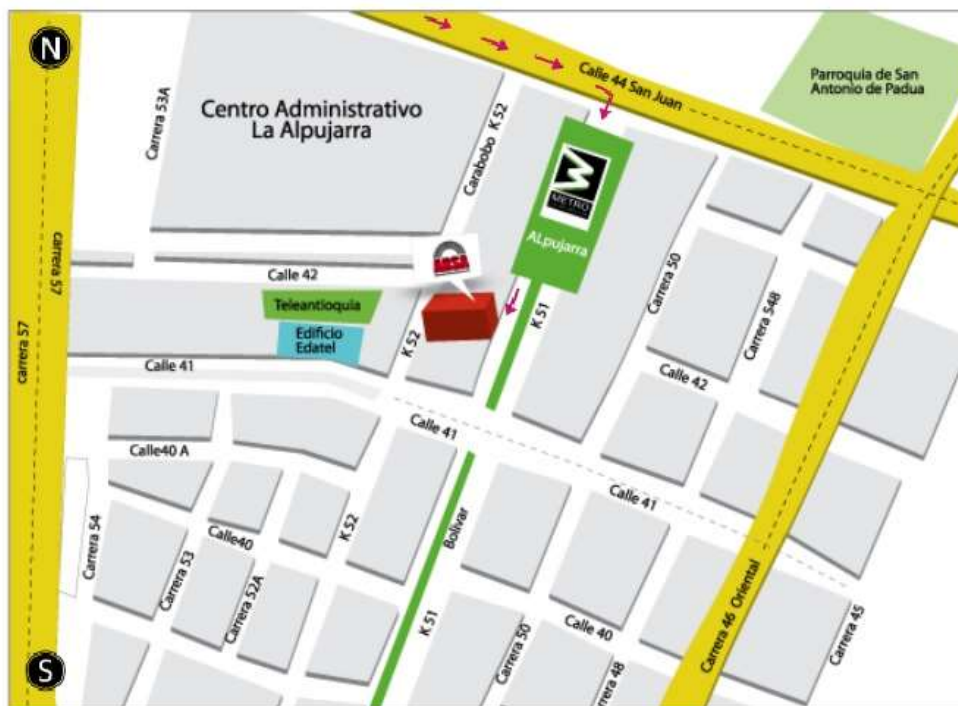 N
Calle 44 San Juan
Parroquia de San
Antonio de Padua
Carrera 53A
Centro Administrativo
La Alpujarra
K 52
Carabobo
METRO
ALpujarra
carrera 57
Calle 42
Teleantioquia
Edificio
Edatel
K 52
K 51
Carrera 50
Carrera 548
carrera 57
Calle 41
Calle 42
Calle 41
Calle40 A
Calle 41
Calle40
K 52
Bolivar
Carrera 54
Carrera 53
Carrera 52A
K 51
Carrera 50
Calle 40
Carrera 48
Carrera 46 Oriental
Carrera 45
S